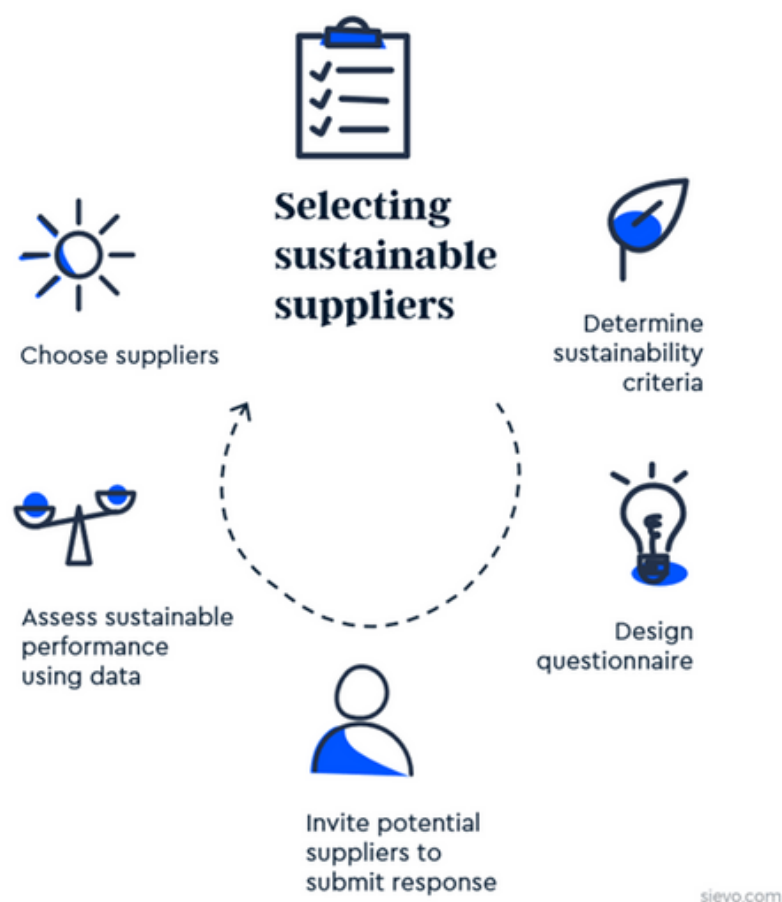 Selecting
sustainable
suppliers
Determine
sustainability
criteria
Design
questionnaire
Invite potential
suppliers to
submit response
Assess sustainable
performance
using data
Choose suppliers
sievo.com